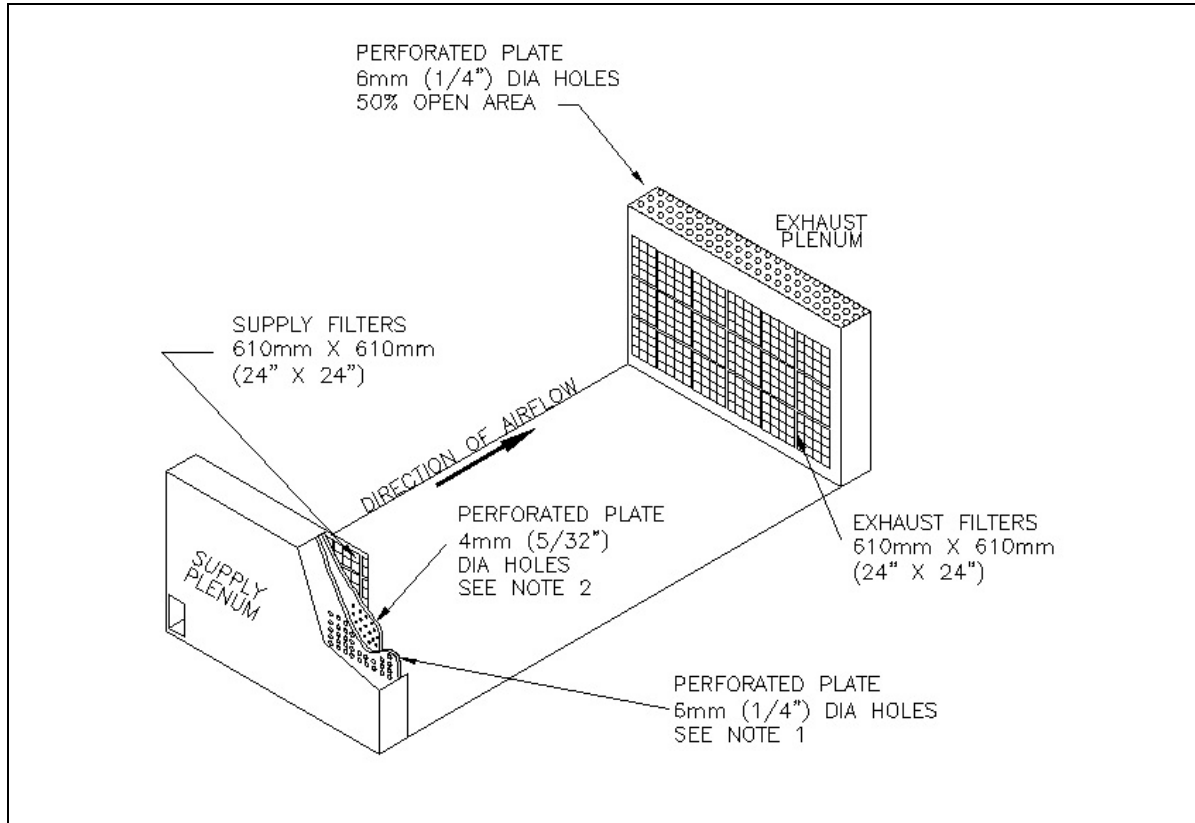 PERFORATED PLATE
6mm (1/4") DIA HOLES
50% OPEN AREA
EXHAUST
PLENUM
SUPPLY FILTERS
610mm X 610mm
(24" X 24")
DIRECTION OF AIRFLOW
PERFORATED PLATE
4mm (5/32")
DIA HOLES
SEE NOTE 2
EXHAUST FILTERS
610mm X 610mm
(24" X 24")
SUPPLY
PLENUM
PERFORATED PLATE
6mm (1/4") DIA HOLES
SEE NOTE 1